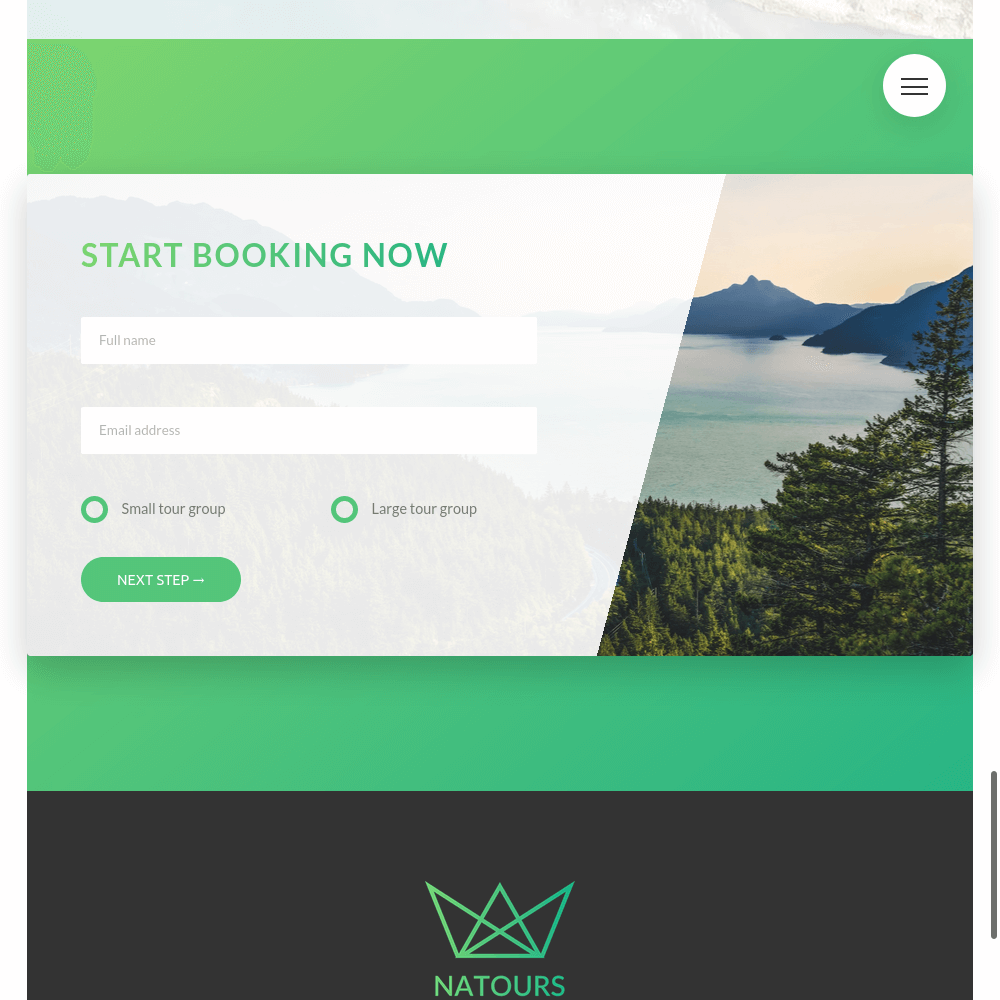 START BOOKING NOW
Full name
Email address
Small tour group
Large tour group
NEXT STEP →
NATOURS